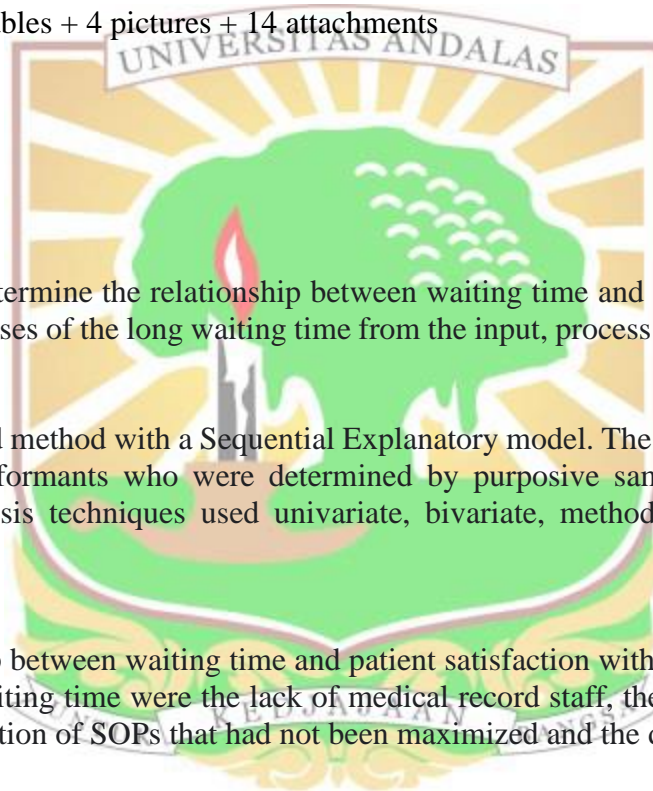 bles + 4 pictures + 14 attachments
UNIVERSITAS ANDALAS
termine the relationship between waiting time and
ses of the long waiting time from the input, process
d method with a Sequential Explanatory model. The
formants who were determined by purposive sam
sis techniques used univariate, bivariate, method
p between waiting time and patient satisfaction with
iting time were the lack of medical record staff, the
KEDJAJAAN
tion of SOPs that had not been maximized and the